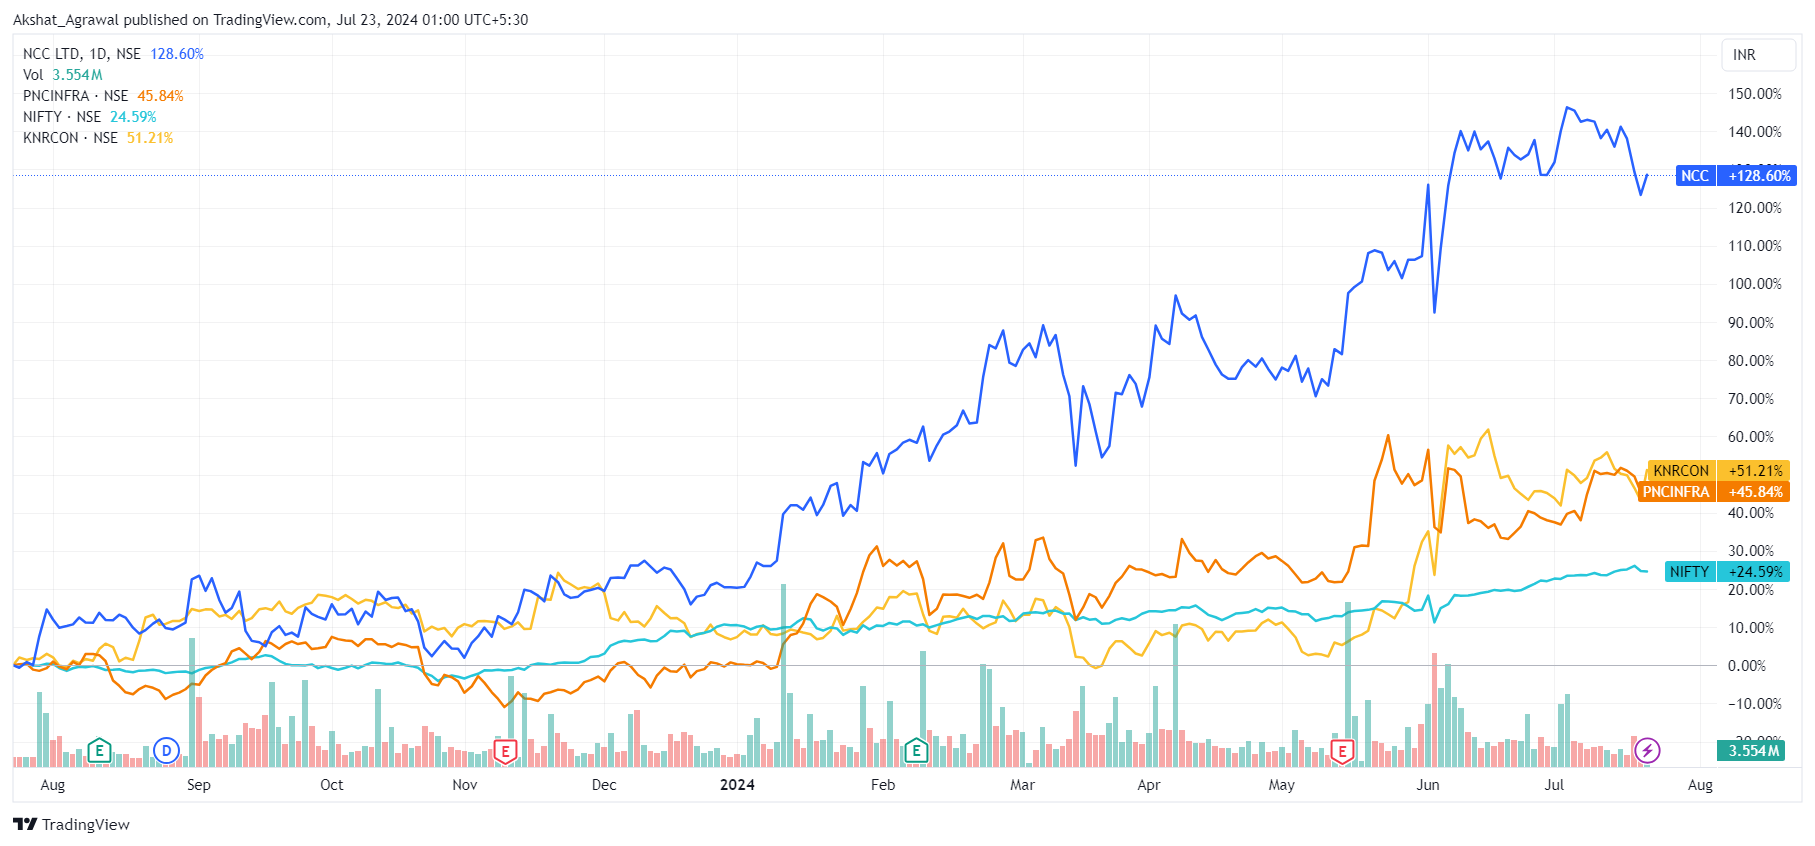 Akshat_Agrawal published on TradingView.com, Jul 23, 2024 01:00 UTC+5:30
NCC LTD, 1D, NSE 128.60%
Vol 3.554M
PNCINFRA · NSE 45.84%
NIFTY · NSE 24.59%
KNRCON · NSE 51.21%
INR
150.00%
140.00%
NCC +128.60%
120.00%
110.00%
100.00%
90.00%
80.00%
70.00%
60.00%
KNRCON +51.21%
PNCINFRA +45.84%
40.00%
30.00%
NIFTY +24.59%
20.00%
10.00%
0.00%
−10.00%
3.554M
E D E E E
Aug Sep Oct Nov Dec 2024 Feb Mar Apr May Jun Jul Aug
TradingView